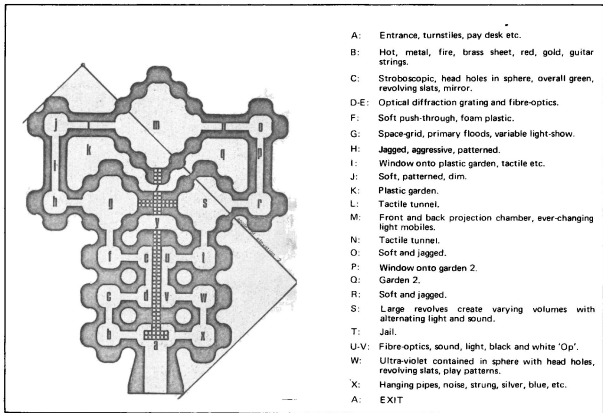 j
m
o
k
q
l
p
h
g
s
r
y
f
e
u
t
c
d
v
w
b
a
x
A: Entrance, turnstiles, pay desk etc.
B: Hot, metal, fire, brass sheet, red, gold, guitar
strings.
C: Stroboscopic, head holes in sphere, overall green,
revolving slats, mirror.
D-E: Optical diffraction grating and fibre-optics.
F: Soft push-through, foam plastic.
G: Space-grid, primary floods, variable light-show.
H: Jagged, aggressive, patterned.
I: Window onto plastic garden, tactile etc.
J: Soft, patterned, dim.
K: Plastic garden.
L: Tactile tunnel.
M: Front and back projection chamber, ever-changing
light mobiles.
N: Tactile tunnel.
O: Soft and jagged.
P: Window onto garden 2.
Q: Garden 2.
R: Soft and jagged.
S: Large revolves create varying volumes with
alternating light and sound.
T: Jail.
U-V: Fibre-optics, sound, light, black and white 'Op'.
W: Ultra-violet contained in sphere with head holes,
revolving slats, play patterns.
X: Hanging pipes, noise, strung, silver, blue, etc.
A: EXIT